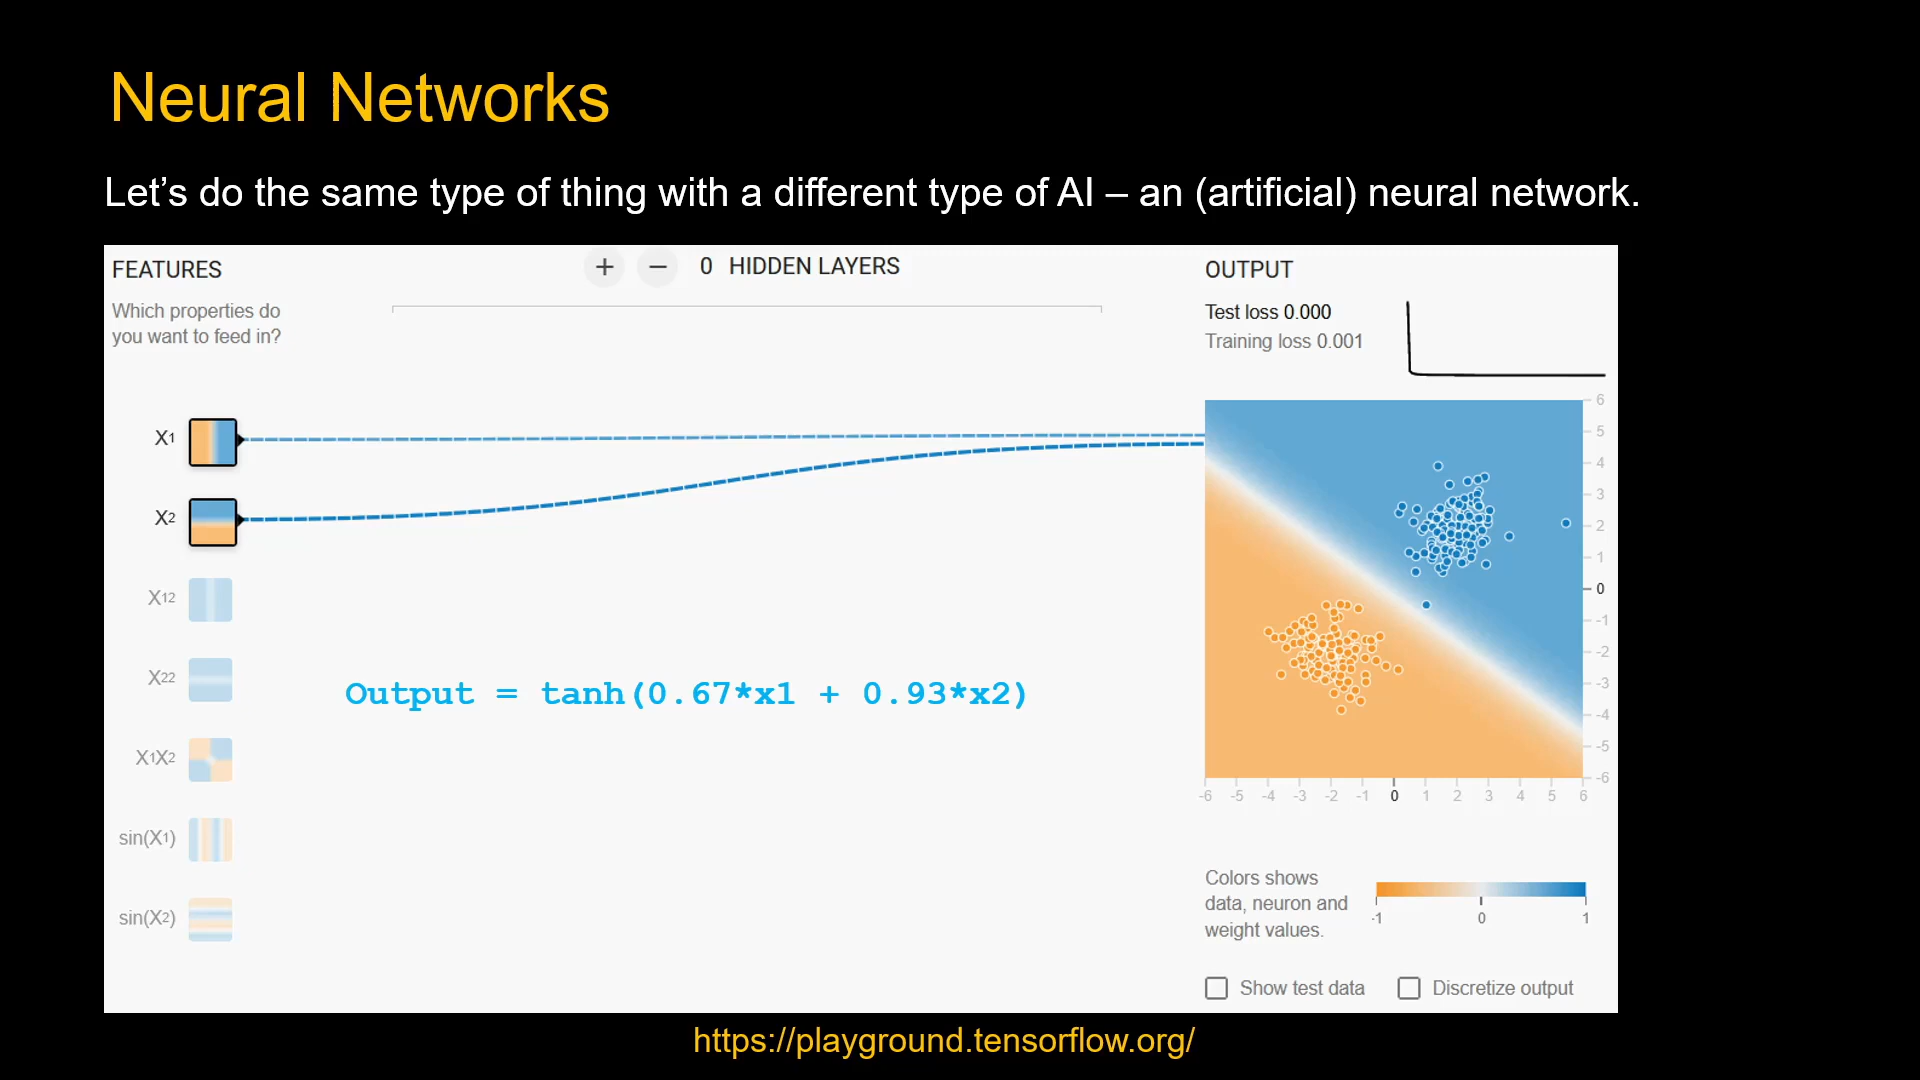 Neural Networks
Let’s do the same type of thing with a different type of AI – an (artificial) neural network.
FEATURES
Which properties do
you want to feed in?
+ − 0 HIDDEN LAYERS
OUTPUT
Test loss 0.000
Training loss 0.001
X1
X2
X12
X22
X1X2
sin(X1)
sin(X2)
Output = tanh(0.67*x1 + 0.93*x2)
6
5
4
3
2
1
0
-1
-2
-3
-4
-5
-6
-6 -5 -4 -3 -2 -1 0 1 2 3 4 5 6
Colors shows
data, neuron and
weight values.
-1 0 1
Show test data Discretize output
https://playground.tensorflow.org/